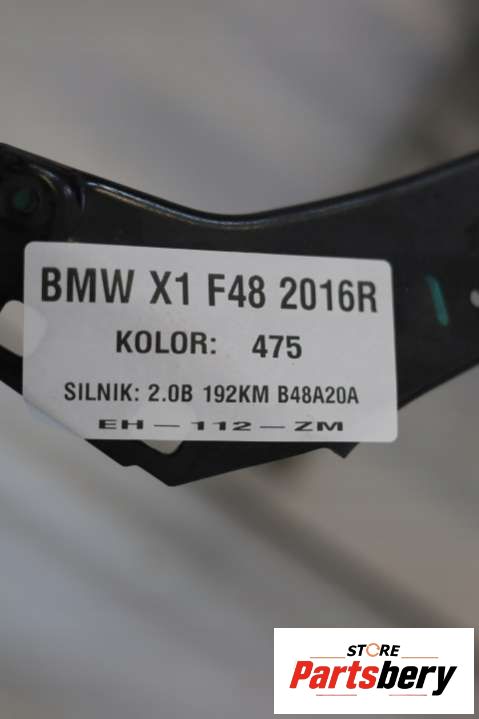 BMW X1 F48 2016R
KOLOR: 475
SILNIK: 2.0B 192KM B48A20A
EH-112-ZM
STORE
Partsbery